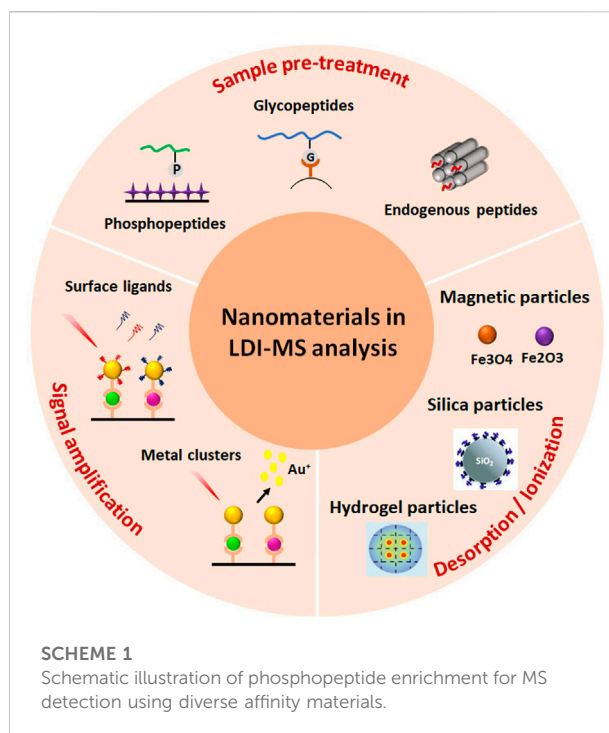 Sample pre-treatment
Glycopeptides
G
P
Phosphopeptides
Endogenous peptides
Surface ligands
Nanomaterials in
LDI-MS analysis
Magnetic particles
Fe3O4 Fe2O3
Silica particles
SiO₂
Hydrogel particles
Desorption / Ionization
Metal clusters
Au⁺
Signal amplification
SCHEME 1
Schematic illustration of phosphopeptide enrichment for MS
detection using diverse affinity materials.